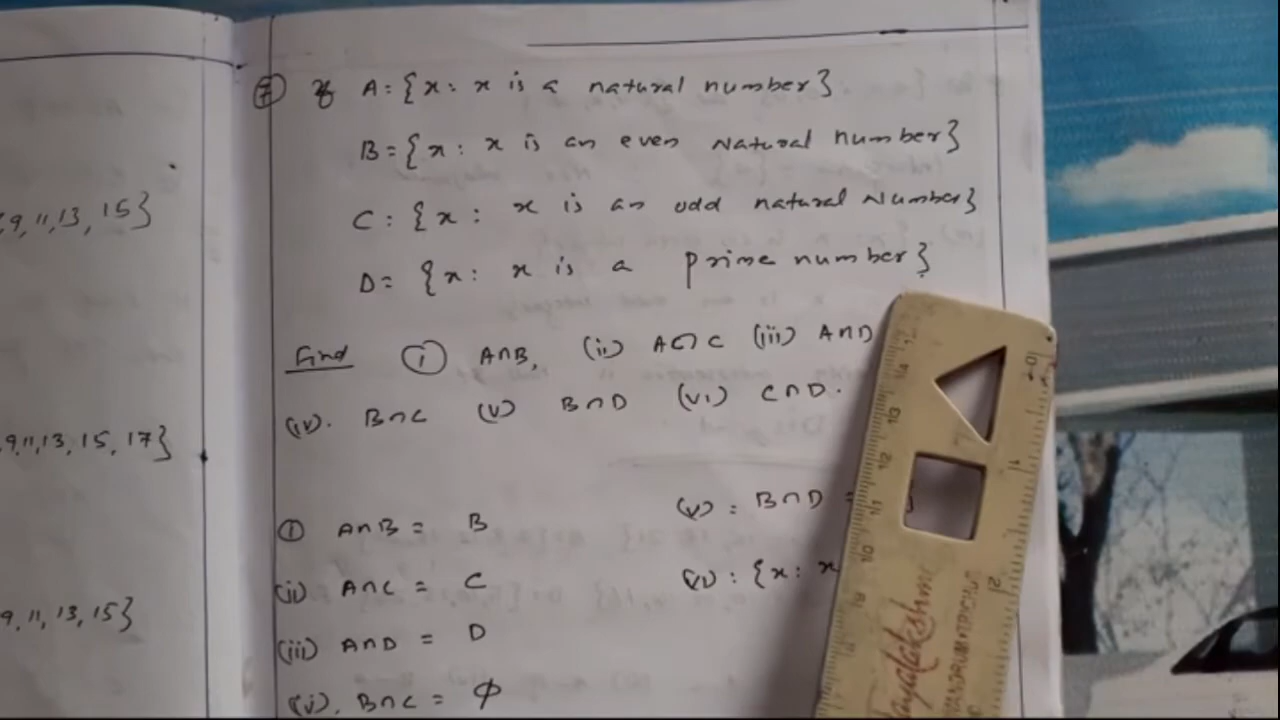 9, 11, 13, 15}
9, 11, 13, 15, 17}
9, 11, 13, 15}
⑦ If A = {x : x is a natural number}
B = {x : x is an even Natural number}
C = {x : x is an odd natural Number}
D = {x : x is a prime number}
Find (i) A∩B, (ii) A∩C (iii) A∩D
(iv). B∩C (v) B∩D (vi) C∩D.
(i) A∩B = B
(ii) A∩C = C
(iii) A∩D = D
(iv). B∩C = ϕ
(v) : B∩D =
(vi) : {x : x